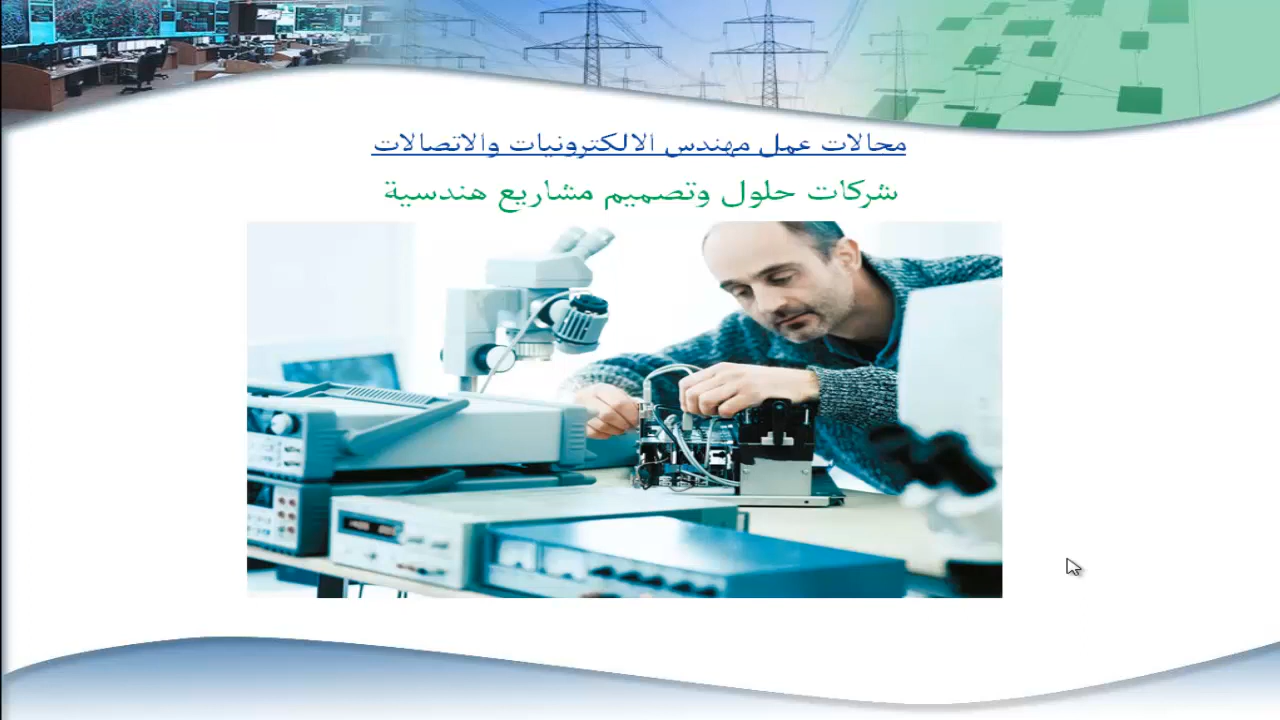 مجالات عمل مهندس الالكترونيات والاتصالات
شركات حلول وتصميم مشاريع هندسية